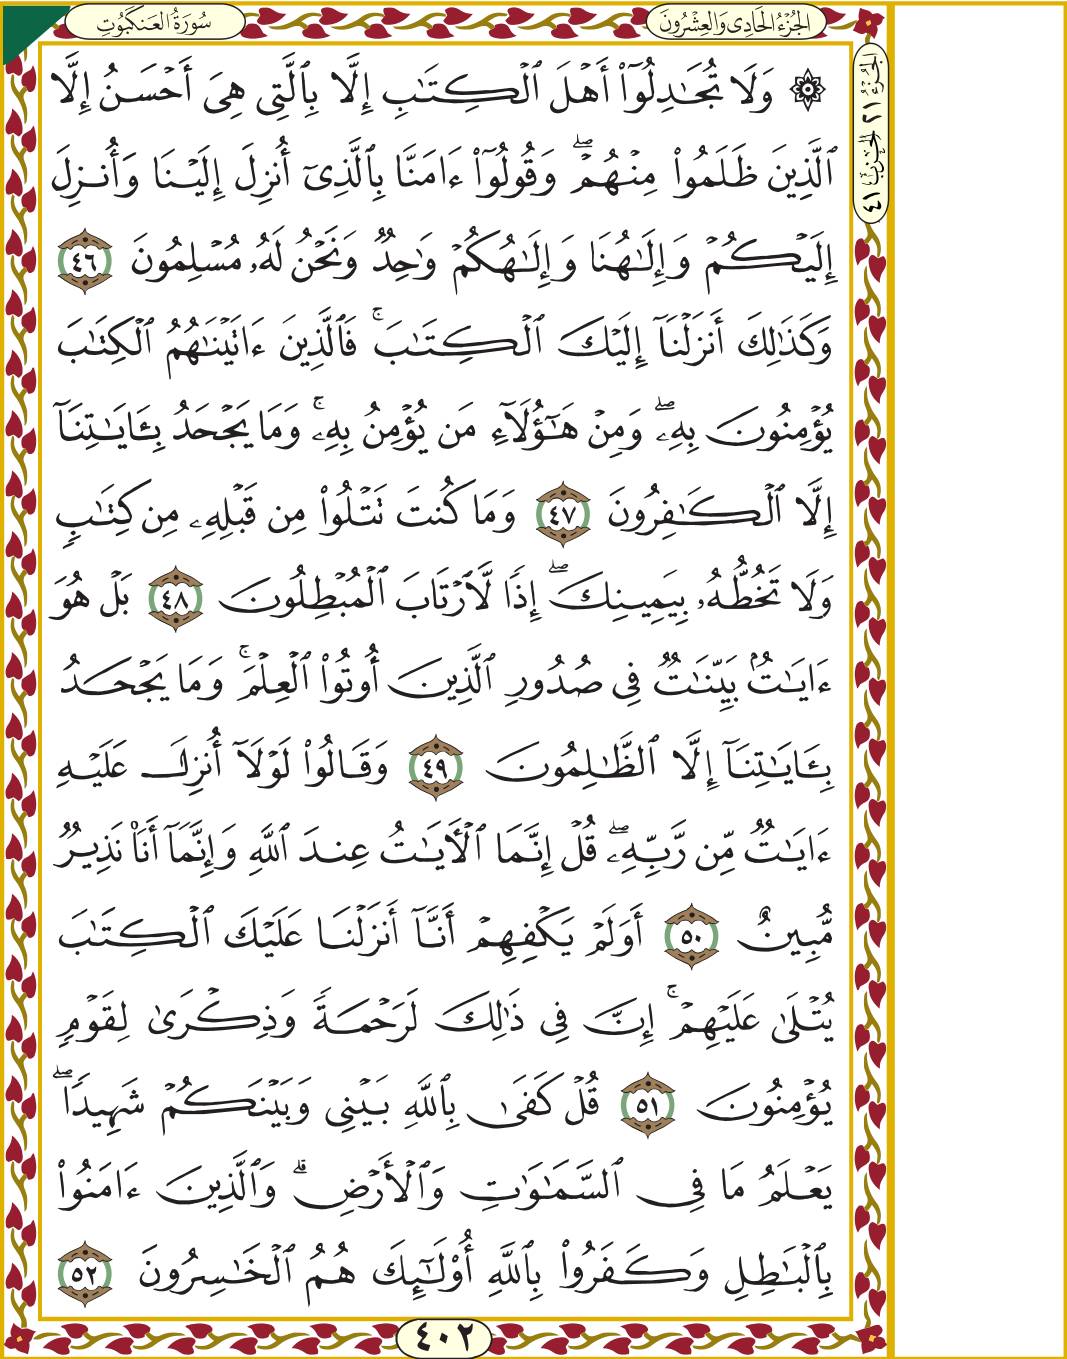 سُورَةُ العَنكَبُوتِ
الجُزْءُ الحَادِى وَالعِشْرُونَ
الجُزْءُ ٢١ الحِزْبُ ٤١
۞ وَلَا تُجَـٰدِلُوٓا۟ أَهْلَ ٱلْكِتَـٰبِ إِلَّا بِٱلَّتِى هِىَ أَحْسَنُ إِلَّا
ٱلَّذِينَ ظَلَمُوا۟ مِنْهُمْ ۖ وَقُولُوٓا۟ ءَامَنَّا بِٱلَّذِىٓ أُنزِلَ إِلَيْنَا وَأُنزِلَ
إِلَيْكُمْ وَإِلَـٰهُنَا وَإِلَـٰهُكُمْ وَٰحِدٌ وَنَحْنُ لَهُۥ مُسْلِمُونَ ٤٦
وَكَذَٰلِكَ أَنزَلْنَآ إِلَيْكَ ٱلْكِتَـٰبَ ۚ فَٱلَّذِينَ ءَاتَيْنَـٰهُمُ ٱلْكِتَـٰبَ
يُؤْمِنُونَ بِهِۦ ۖ وَمِنْ هَـٰٓؤُلَآءِ مَن يُؤْمِنُ بِهِۦ ۚ وَمَا يَجْحَدُ بِـَٔايَـٰتِنَآ
إِلَّا ٱلْكَـٰفِرُونَ ٤٧ وَمَا كُنتَ تَتْلُوا۟ مِن قَبْلِهِۦ مِن كِتَـٰبٍ
وَلَا تَخُطُّهُۥ بِيَمِينِكَ ۖ إِذًا لَّٱرْتَابَ ٱلْمُبْطِلُونَ ٤٨ بَلْ هُوَ
ءَايَـٰتٌۢ بَيِّنَـٰتٌ فِى صُدُورِ ٱلَّذِينَ أُوتُوا۟ ٱلْعِلْمَ ۚ وَمَا يَجْحَدُ
بِـَٔايَـٰتِنَآ إِلَّا ٱلظَّـٰلِمُونَ ٤٩ وَقَالُوا۟ لَوْلَآ أُنزِلَ عَلَيْهِ
ءَايَـٰتٌ مِّن رَّبِّهِۦ ۖ قُلْ إِنَّمَا ٱلْـَٔايَـٰتُ عِندَ ٱللَّهِ وَإِنَّمَآ أَنَا۠ نَذِيرٌ
مُّبِينٌ ٥٠ أَوَلَمْ يَكْفِهِمْ أَنَّآ أَنزَلْنَا عَلَيْكَ ٱلْكِتَـٰبَ
يُتْلَىٰ عَلَيْهِمْ ۚ إِنَّ فِى ذَٰلِكَ لَرَحْمَةً وَذِكْرَىٰ لِقَوْمٍ
يُؤْمِنُونَ ٥١ قُلْ كَفَىٰ بِٱللَّهِ بَيْنِى وَبَيْنَكُمْ شَهِيدًا ۖ
يَعْلَمُ مَا فِى ٱلسَّمَـٰوَٰتِ وَٱلْأَرْضِ ۗ وَٱلَّذِينَ ءَامَنُوا۟
بِٱلْبَـٰطِلِ وَكَفَرُوا۟ بِٱللَّهِ أُو۟لَـٰٓئِكَ هُمُ ٱلْخَـٰسِرُونَ ٥٢
٤٠٢